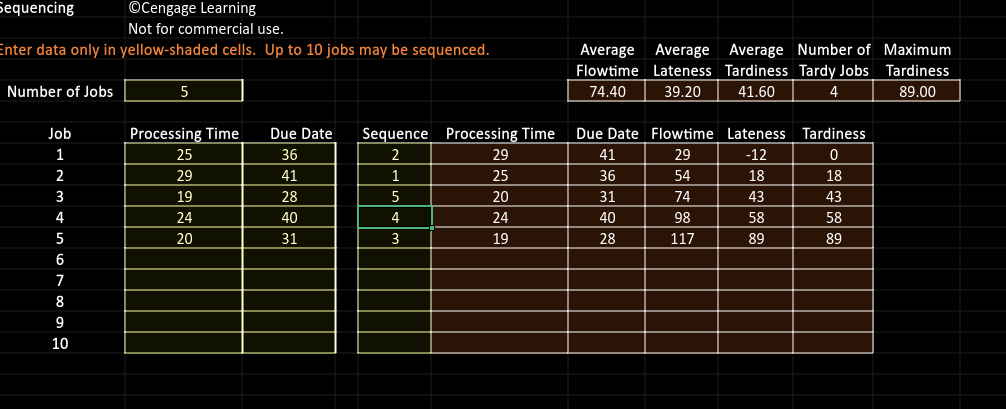 Sequencing ©Cengage Learning
Not for commercial use.
Enter data only in yellow-shaded cells. Up to 10 jobs may be sequenced. Average Average Average Number of Maximum
Flowtime Lateness Tardiness Tardy Jobs Tardiness
Number of Jobs 5 74.40 39.20 41.60 4 89.00
Job Processing Time Due Date Sequence Processing Time Due Date Flowtime Lateness Tardiness
1 25 36 2 29 41 29 -12 0
2 29 41 1 25 36 54 18 18
3 19 28 5 20 31 74 43 43
4 24 40 4 24 40 98 58 58
5 20 31 3 19 28 117 89 89
6
7
8
9
10